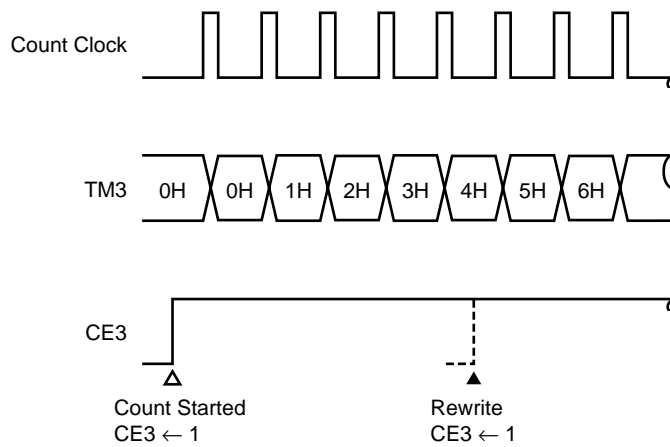 Count Clock
TM3
0H
0H
1H
2H
3H
4H
5H
6H
CE3
Count Started
CE3 ← 1
Rewrite
CE3 ← 1